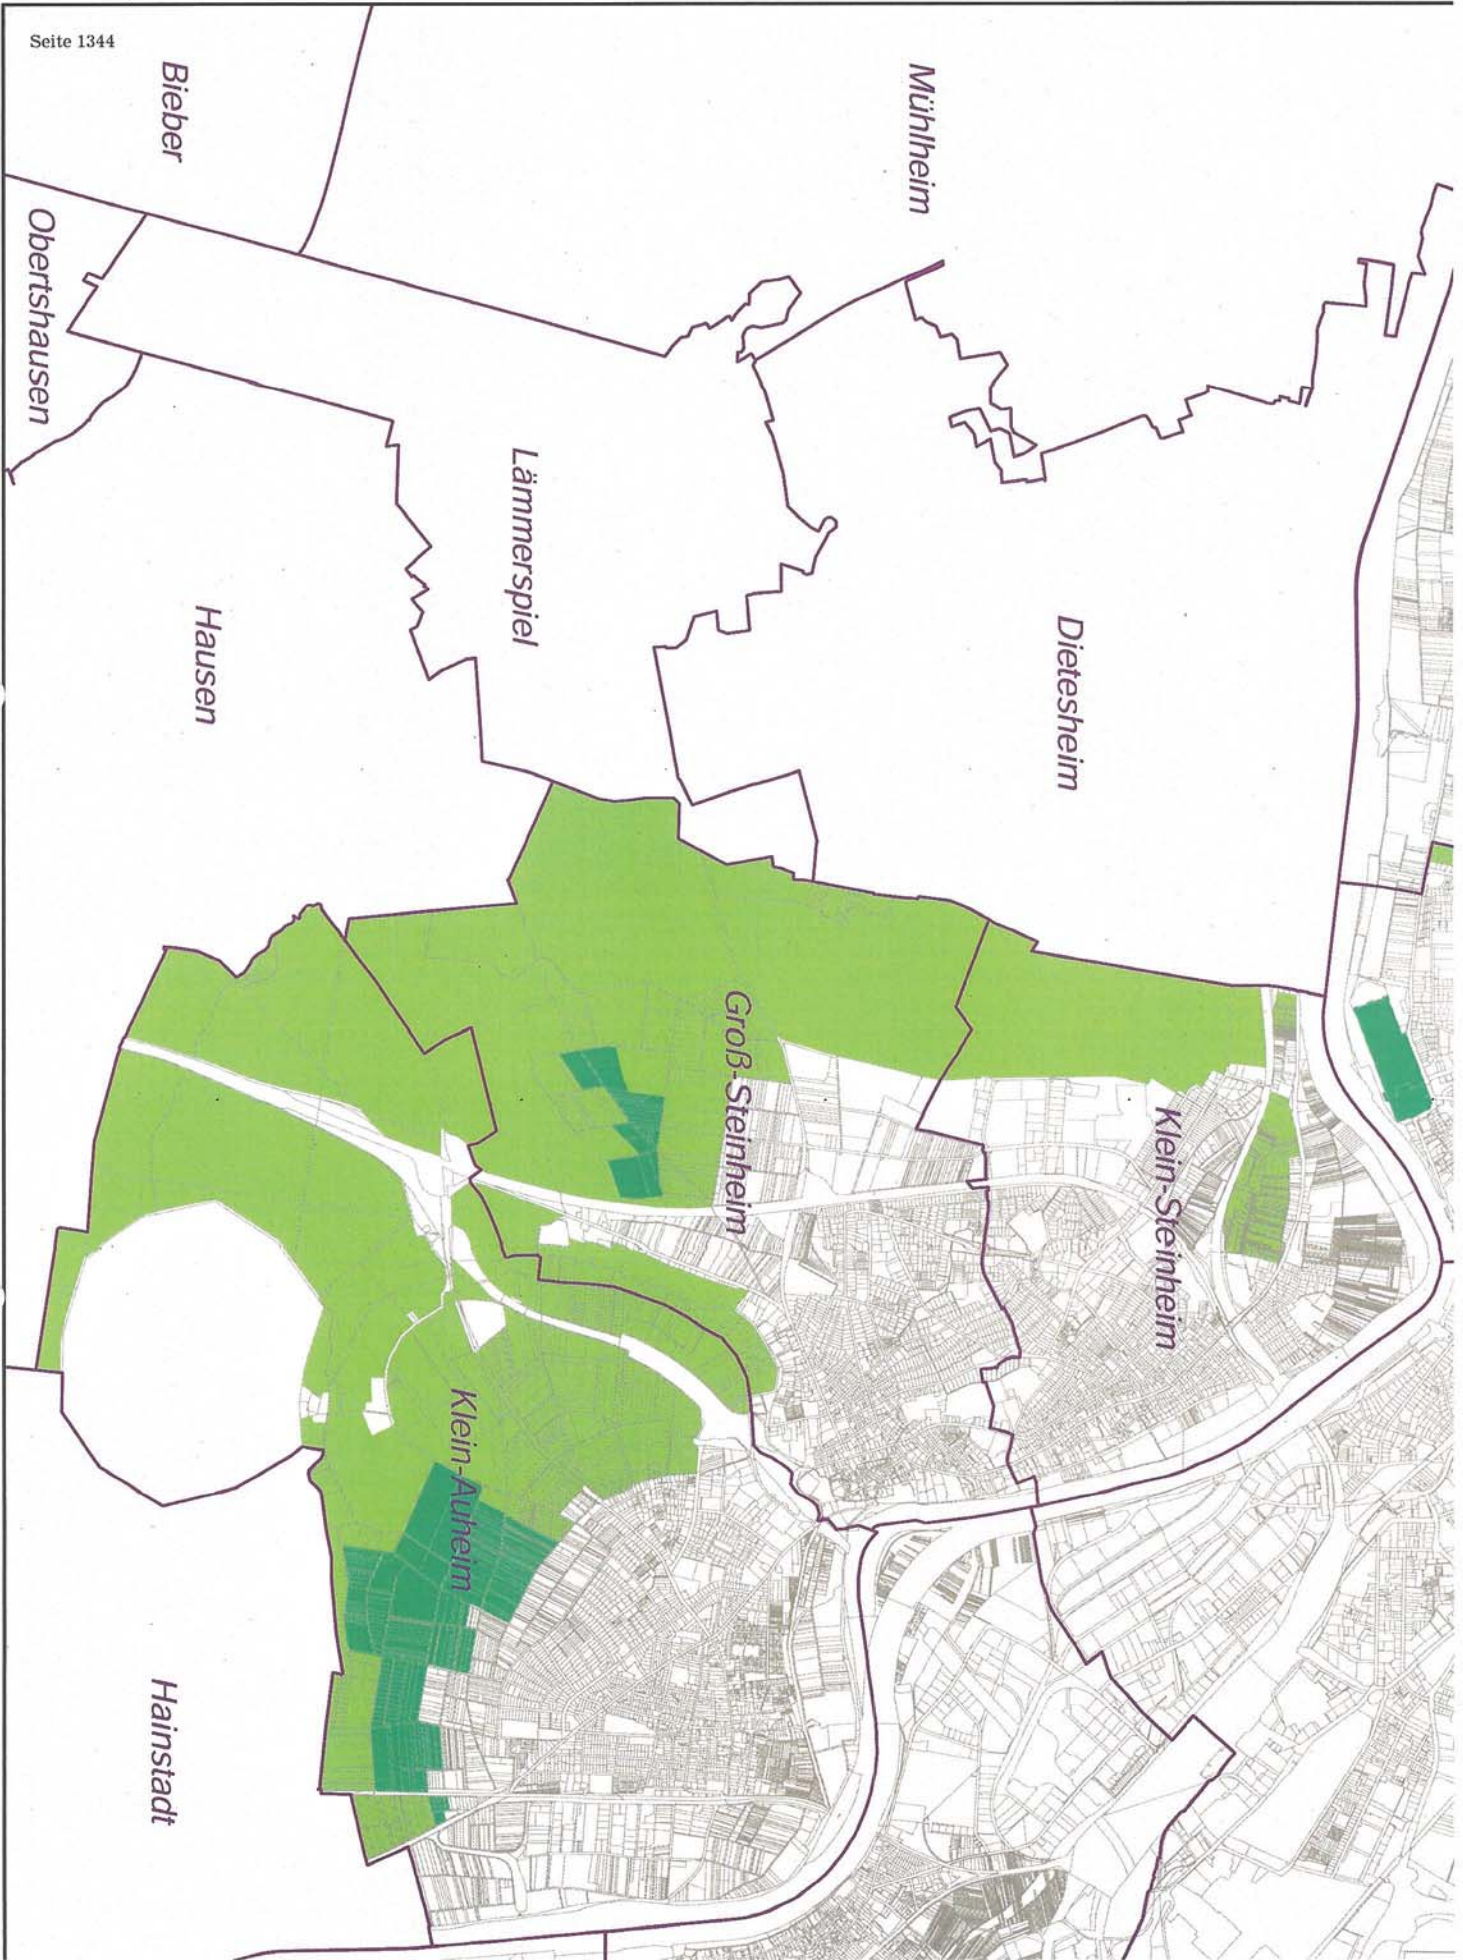 Seite 1344
Bieber
Mühlheim
Obertshausen
Lämmerspiel
Hausen
Dietesheim
Groß-Steinheim
Klein-Steinheim
Klein-Auheim
Hainstadt